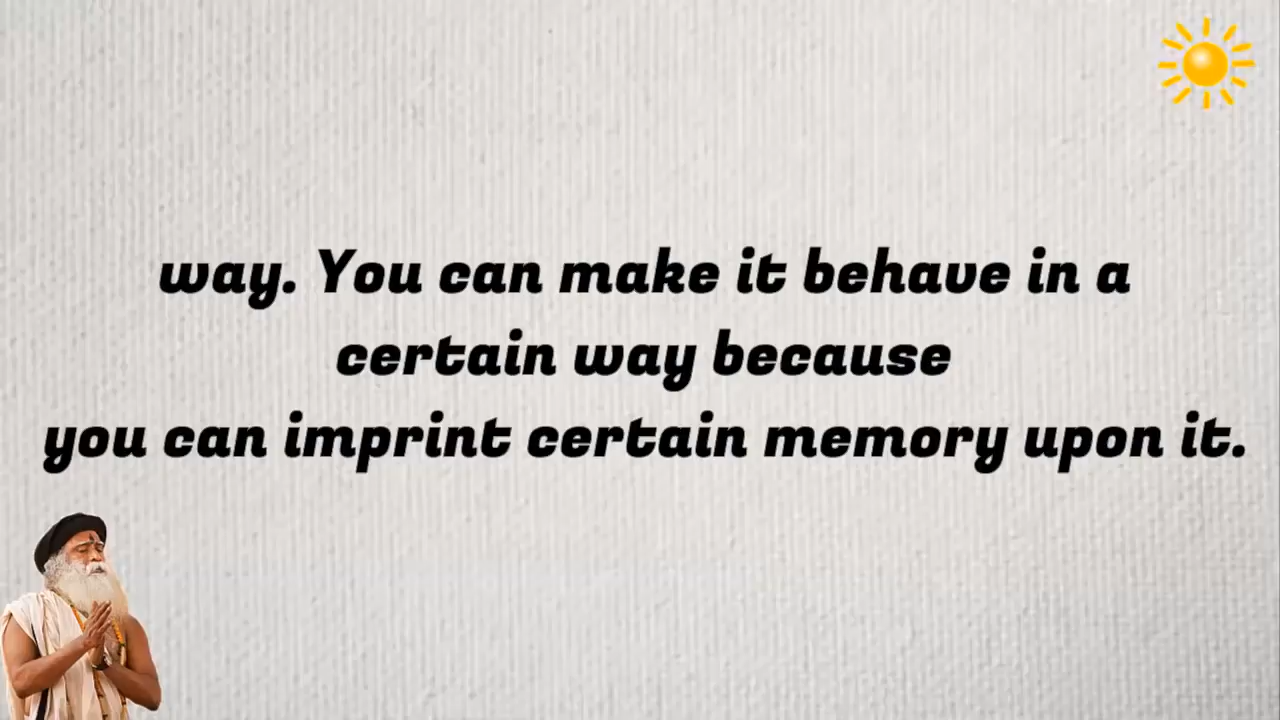 way. You can make it behave in a
certain way because
you can imprint certain memory upon it.